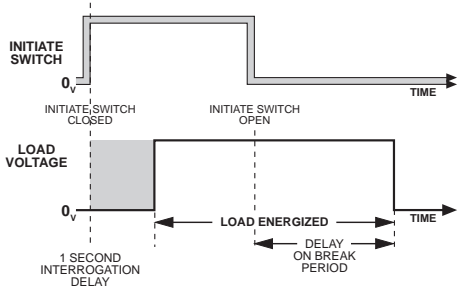 INITIATE
SWITCH
0V
TIME
INITIATE SWITCH
CLOSED
INITIATE SWITCH
OPEN
LOAD
VOLTAGE
0V
LOAD ENERGIZED
TIME
DELAY
ON BREAK
PERIOD
1 SECOND
INTERROGATION
DELAY